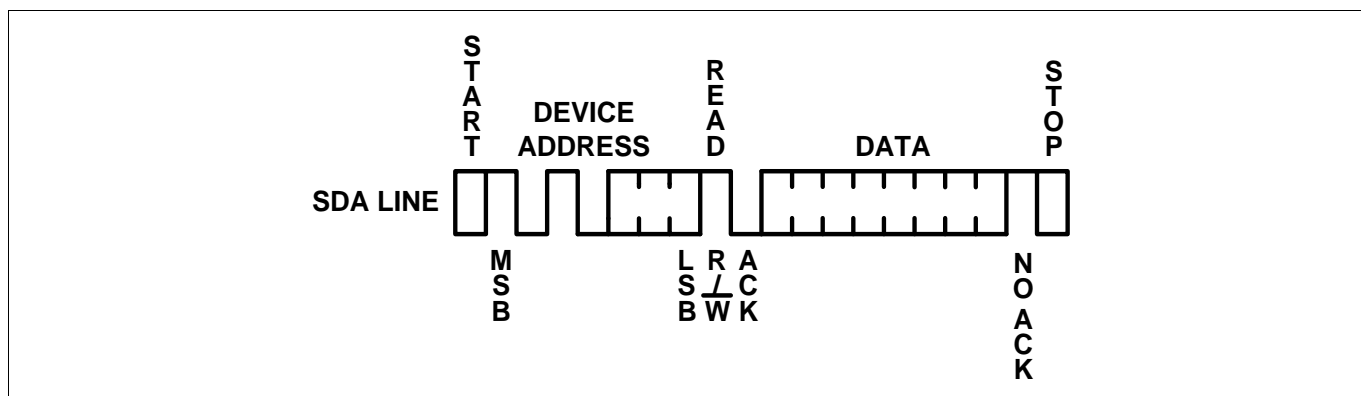 START
DEVICE
ADDRESS
READ
DATA
STOP
SDA LINE
MSB
LSB
R/W
ACK
NO ACK